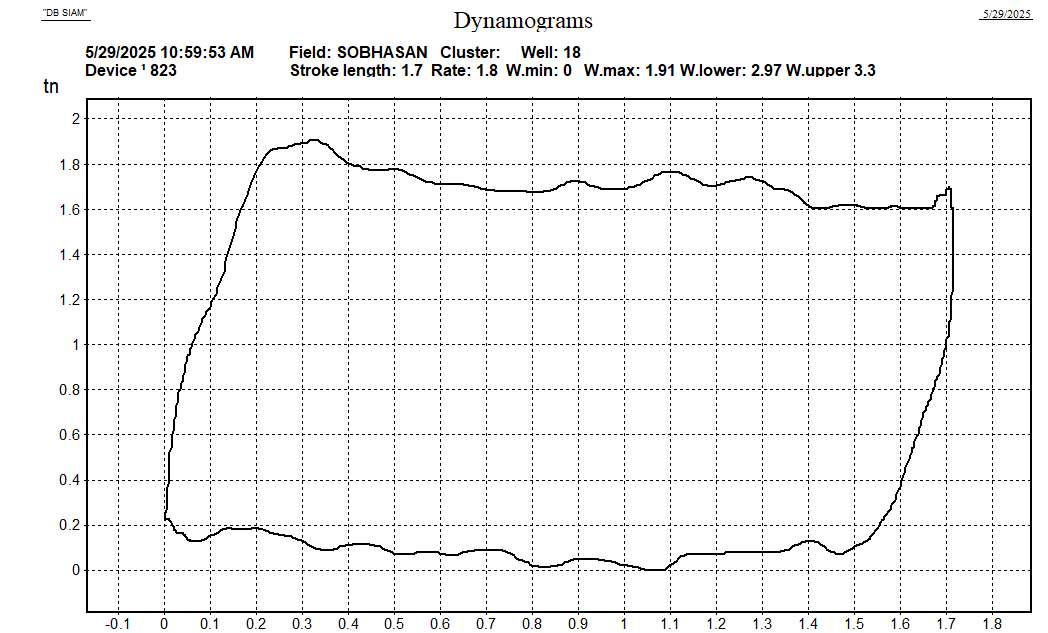 "DB SIAM"
5/29/2025
Dynamograms
5/29/2025 10:59:53 AM Field: SOBHASAN Cluster: Well: 18
Device ¹ 823 Stroke length: 1.7 Rate: 1.8 W.min: 0 W.max: 1.91 W.lower: 2.97 W.upper 3.3
tn
2
1.8
1.6
1.4
1.2
1
0.8
0.6
0.4
0.2
0
-0.1 0 0.1 0.2 0.3 0.4 0.5 0.6 0.7 0.8 0.9 1 1.1 1.2 1.3 1.4 1.5 1.6 1.7 1.8